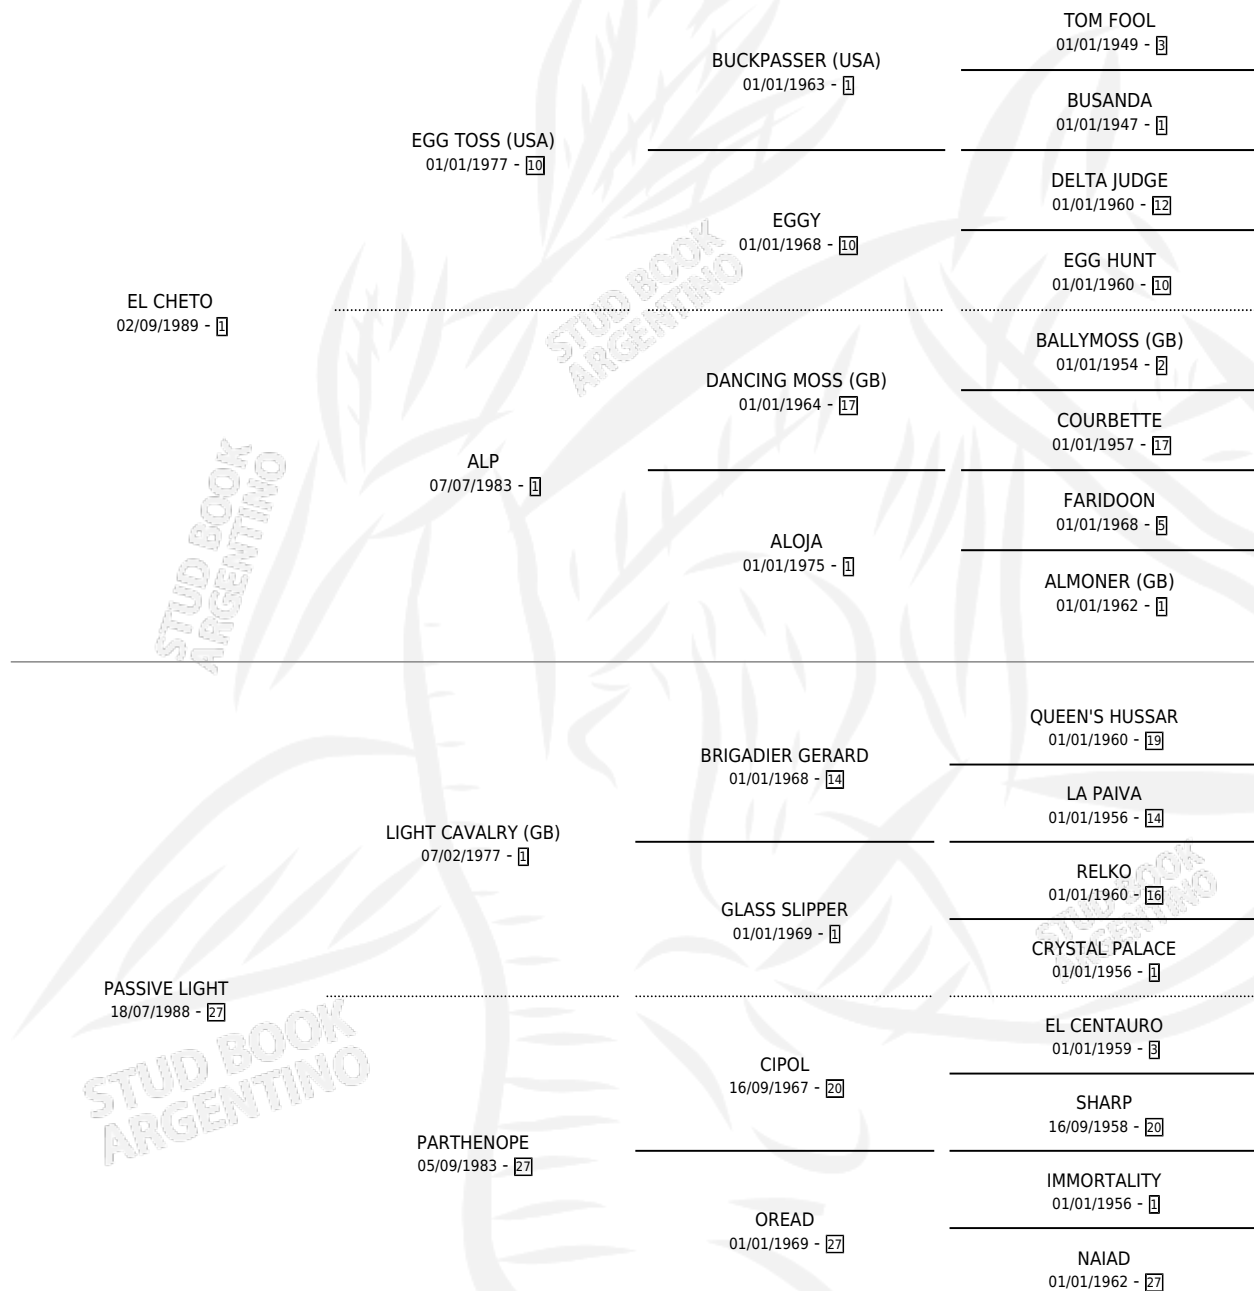 TOM FOOL
01/01/1949 - 3
BUCKPASSER (USA)
01/01/1963 - 1
BUSANDA
01/01/1947 - 1
EGG TOSS (USA)
01/01/1977 - 10
DELTA JUDGE
01/01/1960 - 12
EGGY
01/01/1968 - 10
EGG HUNT
01/01/1960 - 10
EL CHETO
02/09/1989 - 1
BALLYMOSS (GB)
01/01/1954 - 2
DANCING MOSS (GB)
01/01/1964 - 17
COURBETTE
01/01/1957 - 17
ALP
07/07/1983 - 1
FARIDOON
01/01/1968 - 5
ALOJA
01/01/1975 - 1
ALMONER (GB)
01/01/1962 - 1
QUEEN'S HUSSAR
01/01/1960 - 19
BRIGADIER GERARD
01/01/1968 - 14
LA PAIVA
01/01/1956 - 14
LIGHT CAVALRY (GB)
07/02/1977 - 1
RELKO
01/01/1960 - 16
GLASS SLIPPER
01/01/1969 - 1
CRYSTAL PALACE
01/01/1956 - 1
PASSIVE LIGHT
18/07/1988 - 27
EL CENTAURO
01/01/1959 - 3
CIPOL
16/09/1967 - 20
SHARP
16/09/1958 - 20
PARTHENOPE
05/09/1983 - 27
IMMORTALITY
01/01/1956 - 1
OREAD
01/01/1969 - 27
NAIAD
01/01/1962 - 27
STUD BOOK
ARGENTINO
STUD BOOK
ARGENTINO
STUD BOOK
ARGENTINO
STUD BOOK
ARGENTINO